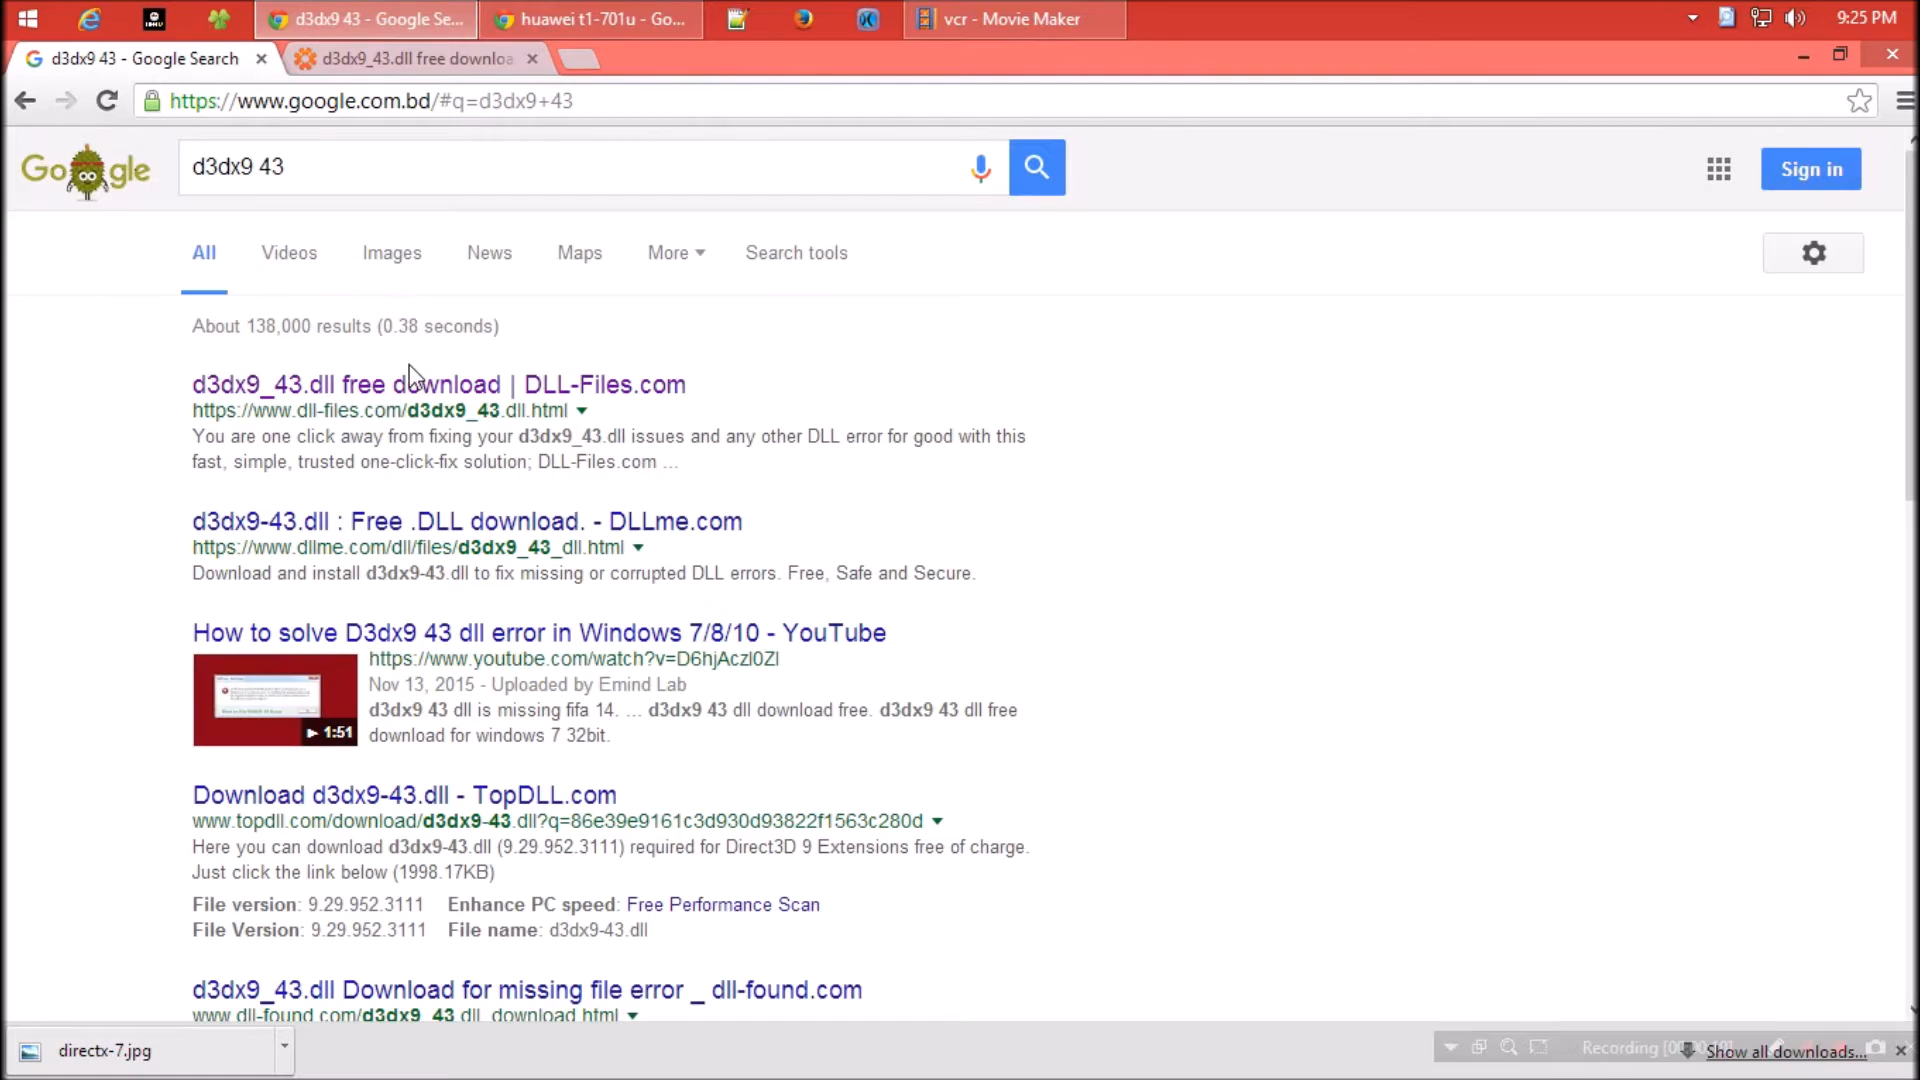 d3dx9 43 - Google Se...
huawei t1-701u - Go...
vcr - Movie Maker
9:25 PM
d3dx9 43 - Google Search
d3dx9_43.dll free downloa
https://www.google.com.bd/#q=d3dx9+43
Google
d3dx9 43
Sign in
All
Videos
Images
News
Maps
More
Search tools
About 138,000 results (0.38 seconds)
d3dx9_43.dll free download | DLL-Files.com
https://www.dll-files.com/d3dx9_43.dll.html
You are one click away from fixing your d3dx9_43.dll issues and any other DLL error for good with this
fast, simple, trusted one-click-fix solution; DLL-Files.com ...
d3dx9-43.dll : Free .DLL download. - DLLme.com
https://www.dllme.com/dll/files/d3dx9_43_dll.html
Download and install d3dx9-43.dll to fix missing or corrupted DLL errors. Free, Safe and Secure.
How to solve D3dx9 43 dll error in Windows 7/8/10 - YouTube
1:51
Nov 13, 2015 - Uploaded by Emind Lab
d3dx9 43 dll is missing fifa 14. ... d3dx9 43 dll download free. d3dx9 43 dll free
download for windows 7 32bit.
Download d3dx9-43.dll - TopDLL.com
www.topdll.com/download/d3dx9-43.dll?q=86e39e9161c3d930d93822f1563c280d
Here you can download d3dx9-43.dll (9.29.952.3111) required for Direct3D 9 Extensions free of charge.
Just click the link below (1998.17KB)
File version: 9.29.952.3111 Enhance PC speed: Free Performance Scan
File Version: 9.29.952.3111 File name: d3dx9-43.dll
d3dx9_43.dll Download for missing file error _ dll-found.com
www.dll-found.com/d3dx9_43.dll_download.html
directx-7.jpg
Recording
Show all downloads...